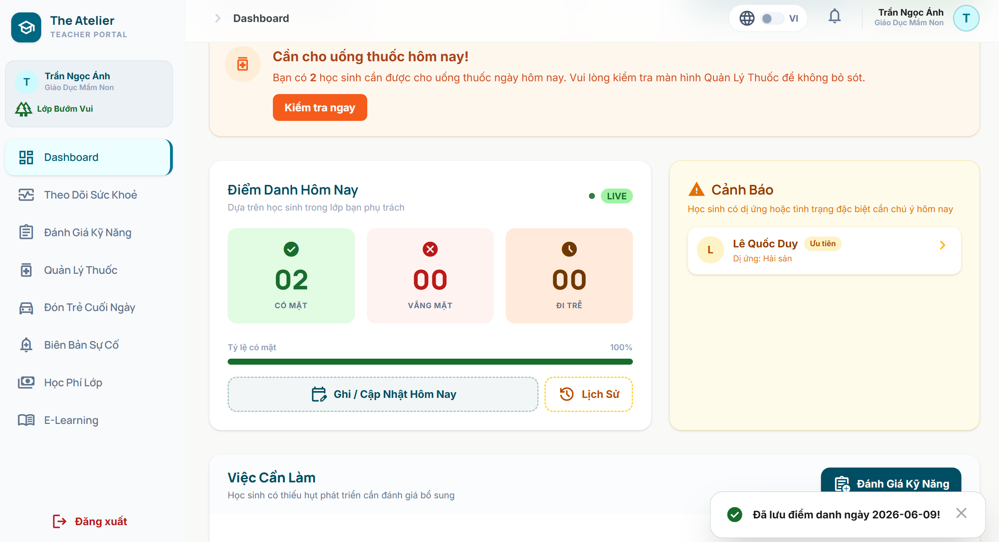 The Atelier
TEACHER PORTAL
T
Trần Ngọc Ánh
Giáo Dục Mầm Non
Lớp Bướm Vui
Dashboard
Theo Dõi Sức Khoẻ
Đánh Giá Kỹ Năng
Quản Lý Thuốc
Đón Trẻ Cuối Ngày
Biên Bản Sự Cố
Học Phí Lớp
E-Learning
Đăng xuất
Dashboard
VI
Trần Ngọc Ánh
Giáo Dục Mầm Non
T
Cần cho uống thuốc hôm nay!
Bạn có 2 học sinh cần được cho uống thuốc ngày hôm nay. Vui lòng kiểm tra màn hình Quản Lý Thuốc để không bỏ sót.
Kiểm tra ngay
Điểm Danh Hôm Nay
Dựa trên học sinh trong lớp bạn phụ trách
LIVE
02
CÓ MẶT
00
VẮNG MẶT
00
ĐI TRỄ
Tỷ lệ có mặt
100%
Ghi / Cập Nhật Hôm Nay
Lịch Sử
Cảnh Báo
Học sinh có dị ứng hoặc tình trạng đặc biệt cần chú ý hôm nay
L
Lê Quốc Duy
Ưu tiên
Dị ứng: Hải sản
Việc Cần Làm
Học sinh có thiếu hụt phát triển cần đánh giá bổ sung
Đánh Giá Kỹ Năng
Đã lưu điểm danh ngày 2026-06-09!